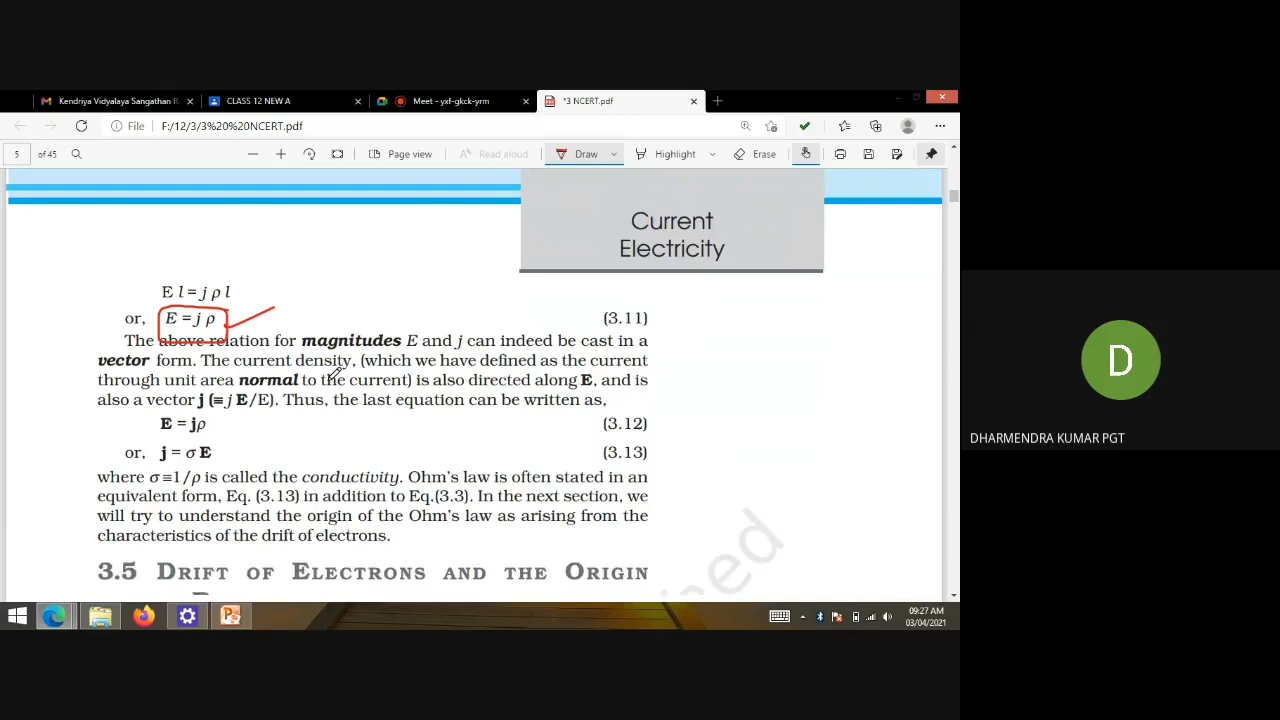 Kendriya Vidyalaya Sangathan R
CLASS 12 NEW A
Meet - yxf-gkck-yrm
*3 NCERT.pdf
File F:/12/3/3%20%20NCERT.pdf
5 of 45 Page view Read aloud Draw Highlight Erase
Current
Electricity
E l = j ρ l
or, E = j ρ (3.11)
The above relation for magnitudes E and j can indeed be cast in a
vector form. The current density, (which we have defined as the current
through unit area normal to the current) is also directed along E, and is
also a vector j (≡ j E/E). Thus, the last equation can be written as,
E = jρ (3.12)
or, j = σ E (3.13)
where σ ≡1/ρ is called the conductivity. Ohm's law is often stated in an
equivalent form, Eq. (3.13) in addition to Eq.(3.3). In the next section, we
will try to understand the origin of the Ohm's law as arising from the
characteristics of the drift of electrons.
3.5 DRIFT OF ELECTRONS AND THE ORIGIN
D
DHARMENDRA KUMAR PGT
09:27 AM
03/04/2021